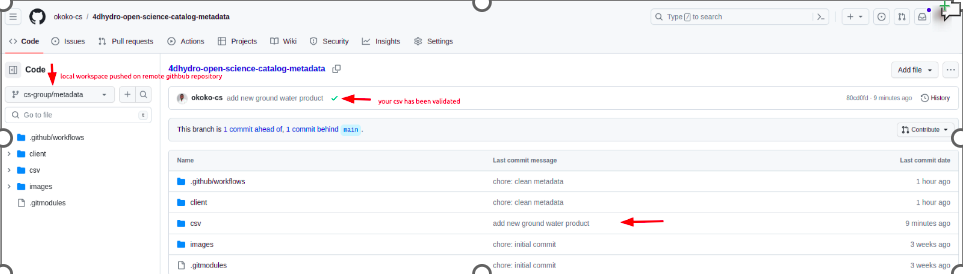 okoko-cs / 4dhydro-open-science-catalog-metadata
Type / to search
Code Issues Pull requests Actions Projects Wiki Security Insights Settings
Code
local workspace pushed on remote githbub repository
cs-group/metadata
Go to file
t
.github/workflows
client
csv
images
.gitmodules
4dhydro-open-science-catalog-metadata
Add file
okoko-cs add new ground water product
your csv has been validated
9 minutes ago
History
This branch is 1 commit ahead of, 1 commit behind main .
Contribute
Name Last commit message Last commit date
.github/workflows chore: clean metadata 1 hour ago
client chore: clean metadata 1 hour ago
csv add new ground water product 9 minutes ago
images chore: initial commit 3 weeks ago
.gitmodules chore: initial commit 3 weeks ago